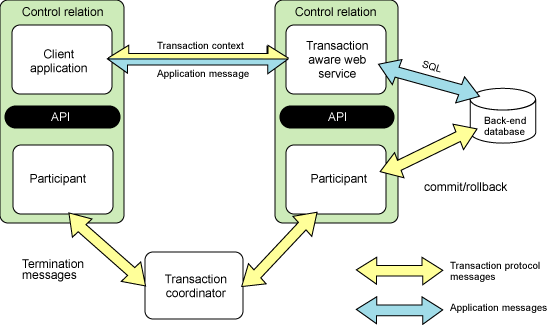 Control relation
Client
application
API
Participant
Transaction context
Application message
Control relation
Transaction
aware web
service
API
Participant
SQL
Back-end
database
commit/rollback
Termination
messages
Transaction
coordinator
Transaction protocol
messages
Application messages